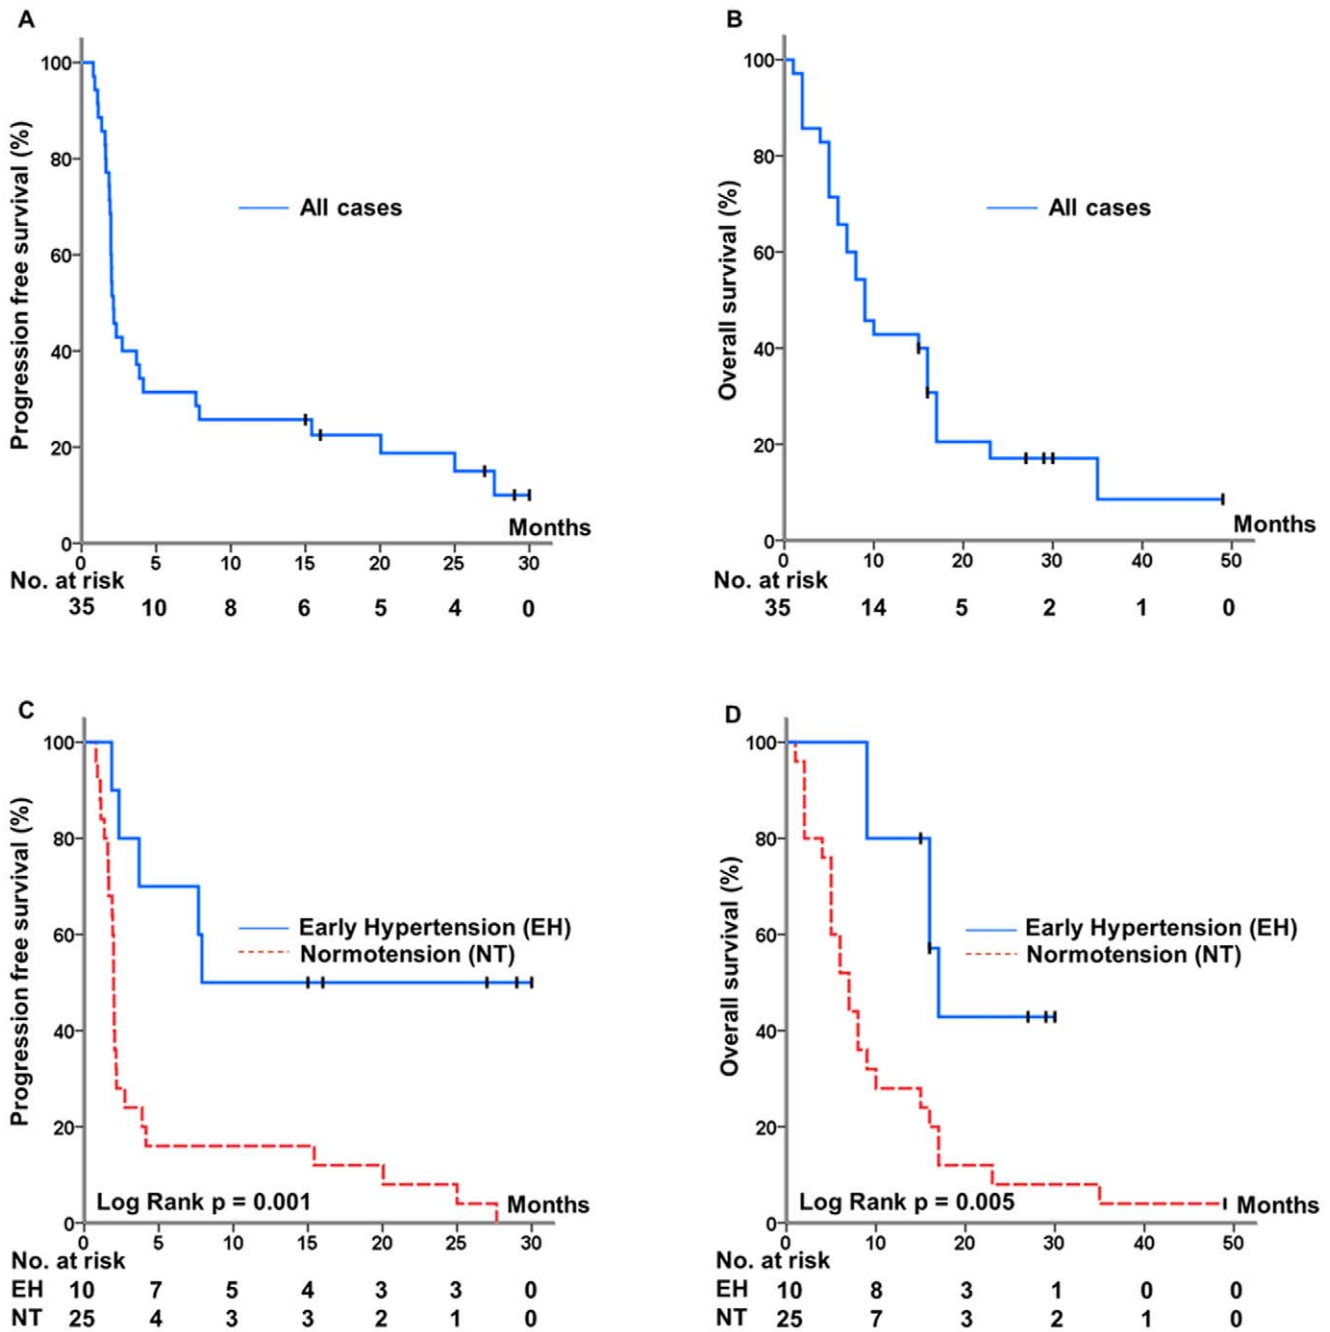 A
Progression free survival (%)
100
80
60
40
20
0
All cases
Months
0 5 10 15 20 25 30
No. at risk
35 10 8 6 5 4 0
B
Overall survival (%)
100
80
60
40
20
0
All cases
Months
0 10 20 30 40 50
No. at risk
35 14 5 2 1 0
C
Progression free survival (%)
100
80
60
40
20
0
Early Hypertension (EH)
Normotension (NT)
Log Rank p = 0.001
Months
0 5 10 15 20 25 30
No. at risk
EH 10 7 5 4 3 3 0
NT 25 4 3 3 2 1 0
D
Overall survival (%)
100
80
60
40
20
0
Early Hypertension (EH)
Normotension (NT)
Log Rank p = 0.005
Months
0 10 20 30 40 50
No. at risk
EH 10 8 3 1 0 0
NT 25 7 3 2 1 0